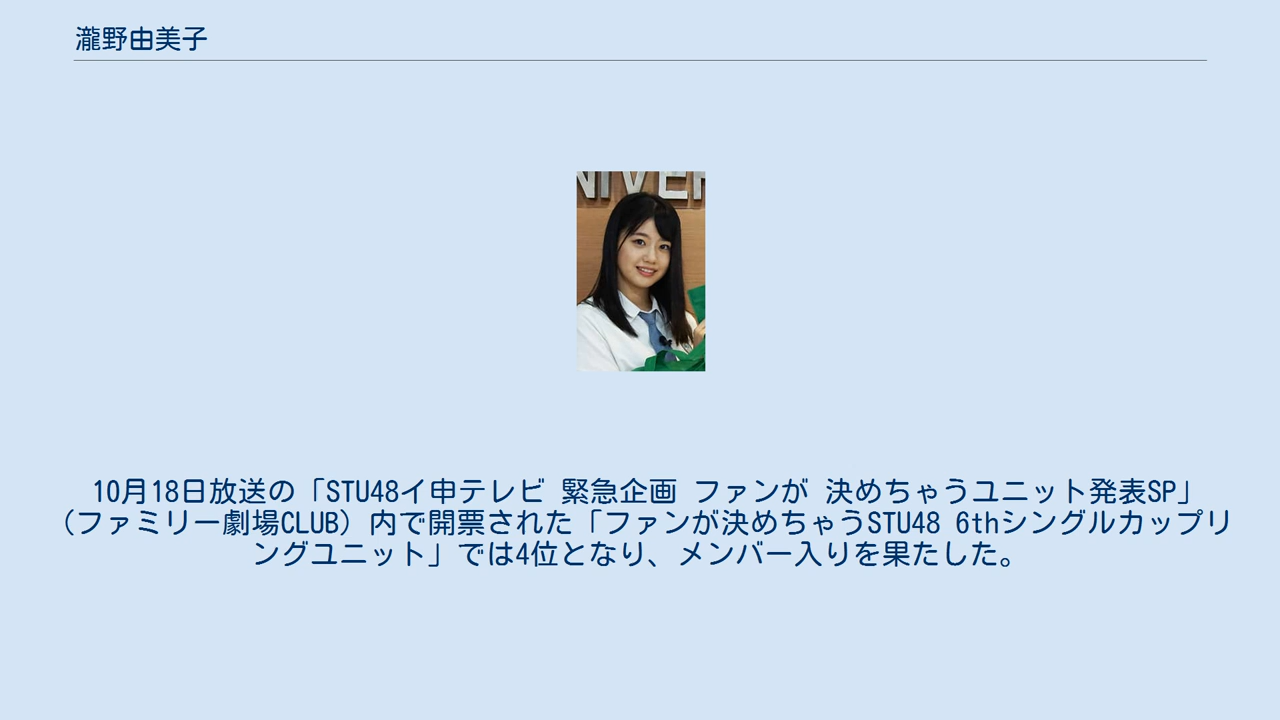 瀧野由美子
NIVER
10月18日放送の「STU48イ申テレビ 緊急企画 ファンが 決めちゃうユニット発表SP」
(ファミリー劇場CLUB) 内で開票された「ファンが決めちゃうSTU48 6thシングルカップリ
ングユニット」では4位となり、メンバー入りを果たした。